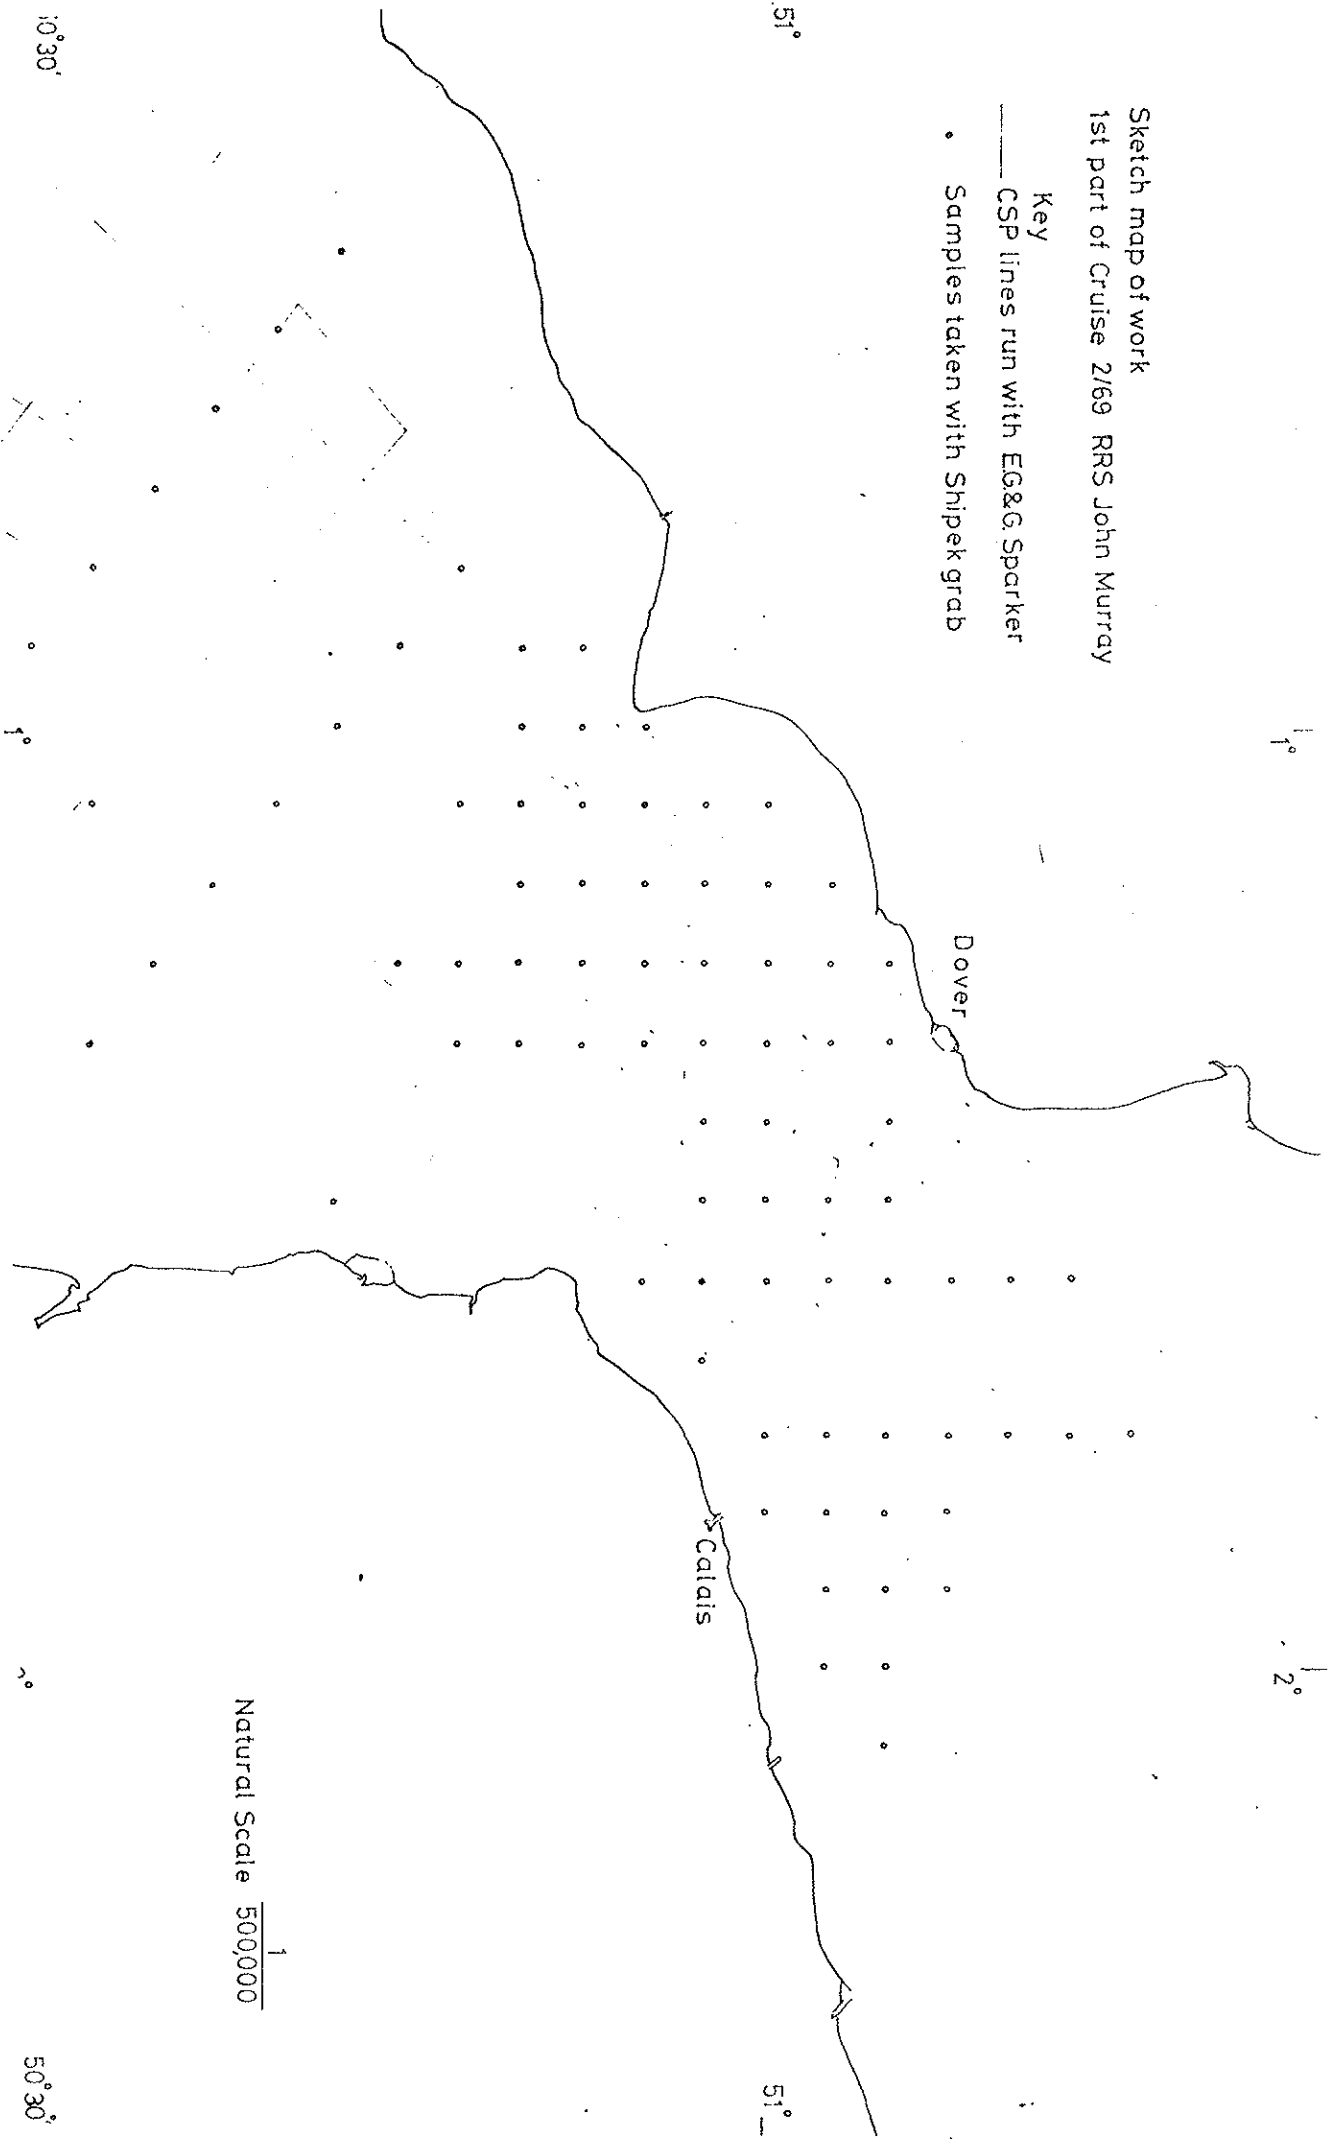 Sketch map of work
1st part of Cruise 2/69 RRS John Murray
Key
CSP lines run with EG&G. Sparker
Samples taken with Shipek grab
51°
1°
2°
Dover
Calais
51°
1°
Natural Scale 1
500,000
50°30'